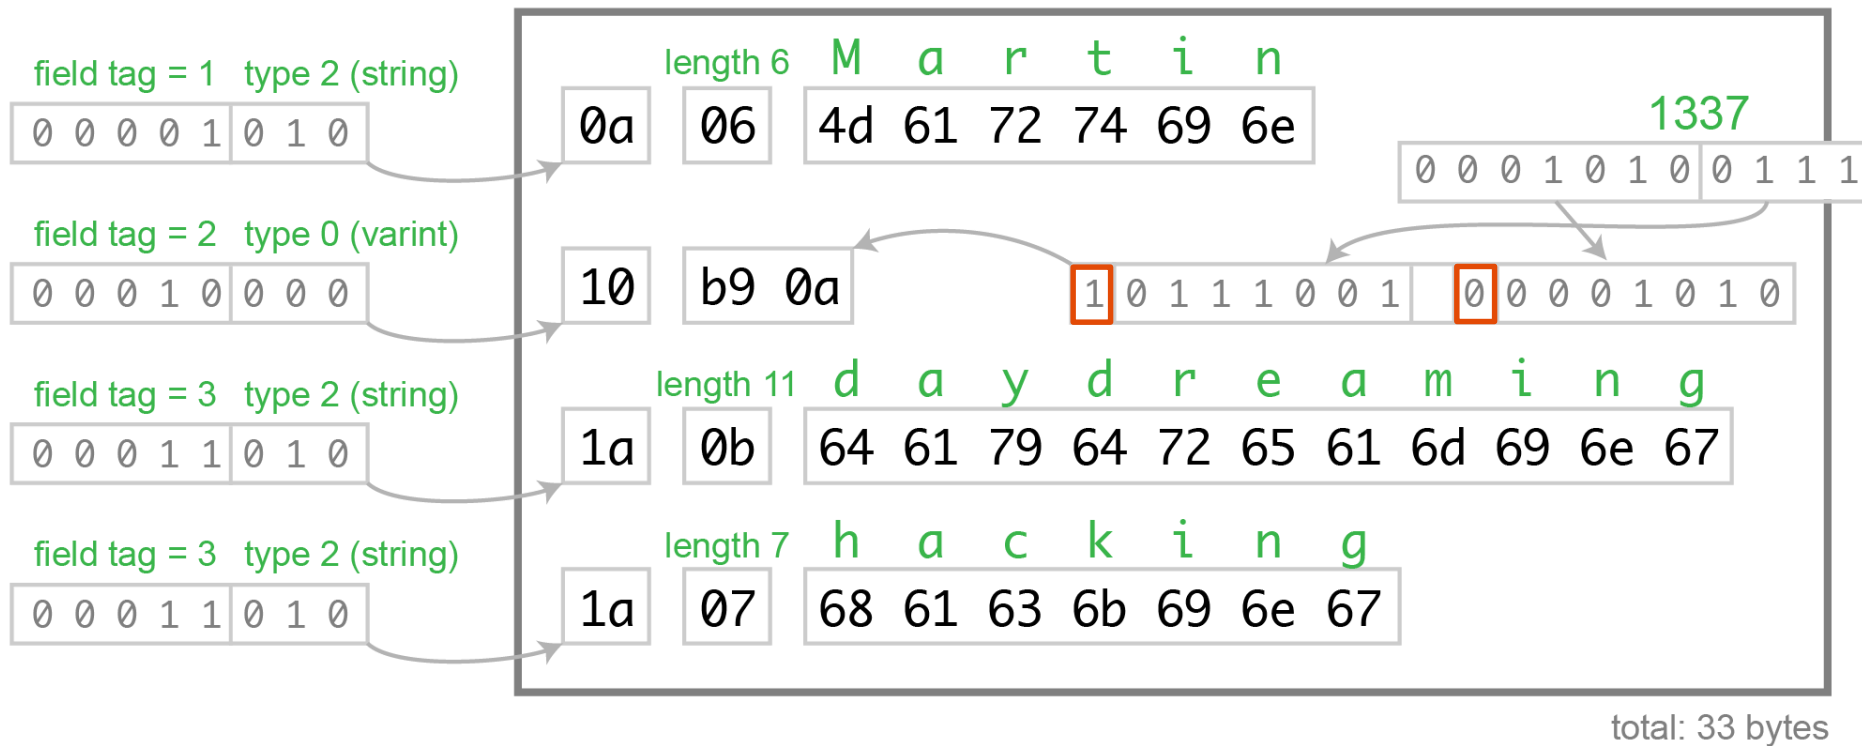 length 6 M a r t i n
field tag = 1 type 2 (string)
0 0 0 0 1 0 1 0
0a 06 4d 61 72 74 69 6e
1337
0 0 0 1 0 1 0 0 1 1 1
field tag = 2 type 0 (varint)
0 0 0 1 0 0 0 0
10 b9 0a
1 0 1 1 1 0 0 1 0 0 0 0 1 0 1 0
length 11 d a y d r e a m i n g
field tag = 3 type 2 (string)
0 0 0 1 1 0 1 0
1a 0b 64 61 79 64 72 65 61 6d 69 6e 67
length 7 h a c k i n g
field tag = 3 type 2 (string)
0 0 0 1 1 0 1 0
1a 07 68 61 63 6b 69 6e 67
total: 33 bytes